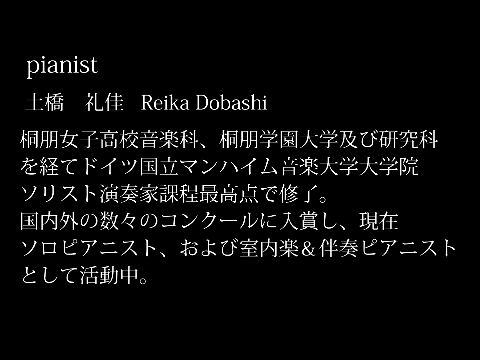 pianist
土橋　礼佳　Reika Dobashi
桐朋女子高校音楽科、桐朋学園大学及び研究科
を経てドイツ国立マンハイム音楽大学大学院
ソリスト演奏家課程最高点で修了。
国内外の数々のコンクールに入賞し、現在
ソロピアニスト、および室内楽＆伴奏ピアニスト
として活動中。